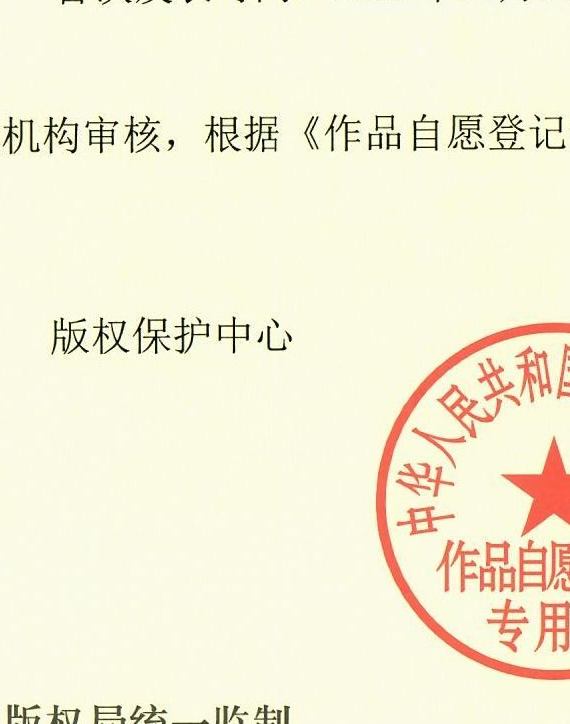 机构审核，根据《作品自愿登记
版权保护中心
中华人民共和国
作品自愿
专用
版权局统一监制